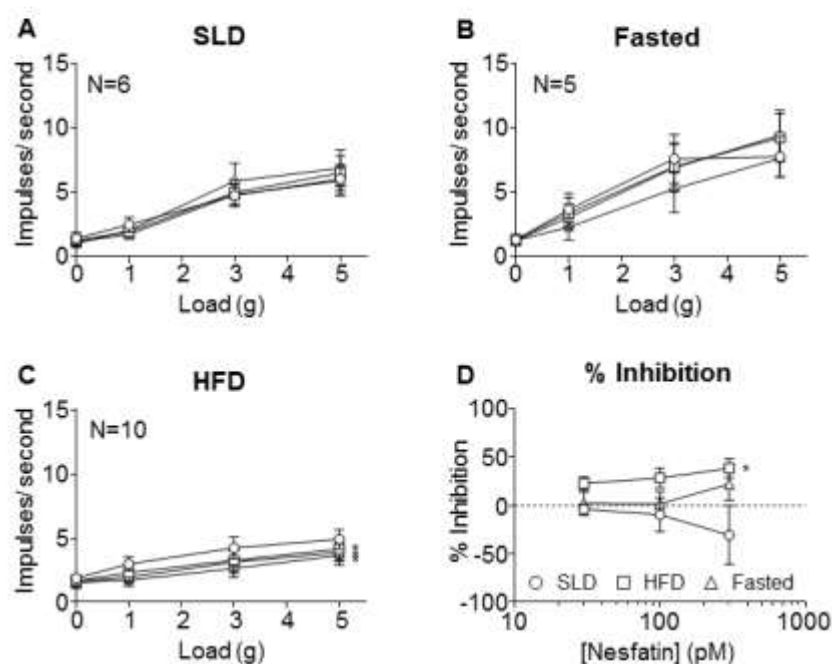 A SLD
Impulses/ second
15
10
5
0
N=6
0 1 2 3 4 5
Load (g)
B Fasted
Impulses/ second
15
10
5
0
N=5
0 1 2 3 4 5
Load (g)
C HFD
Impulses/ second
15
10
5
0
N=10
0 1 2 3 4 5
Load (g)
D % Inhibition
% Inhibition
100
50
0
-50
-100
*
SLD HFD Fasted
10 100 1000
[Nesfatin] (pM)